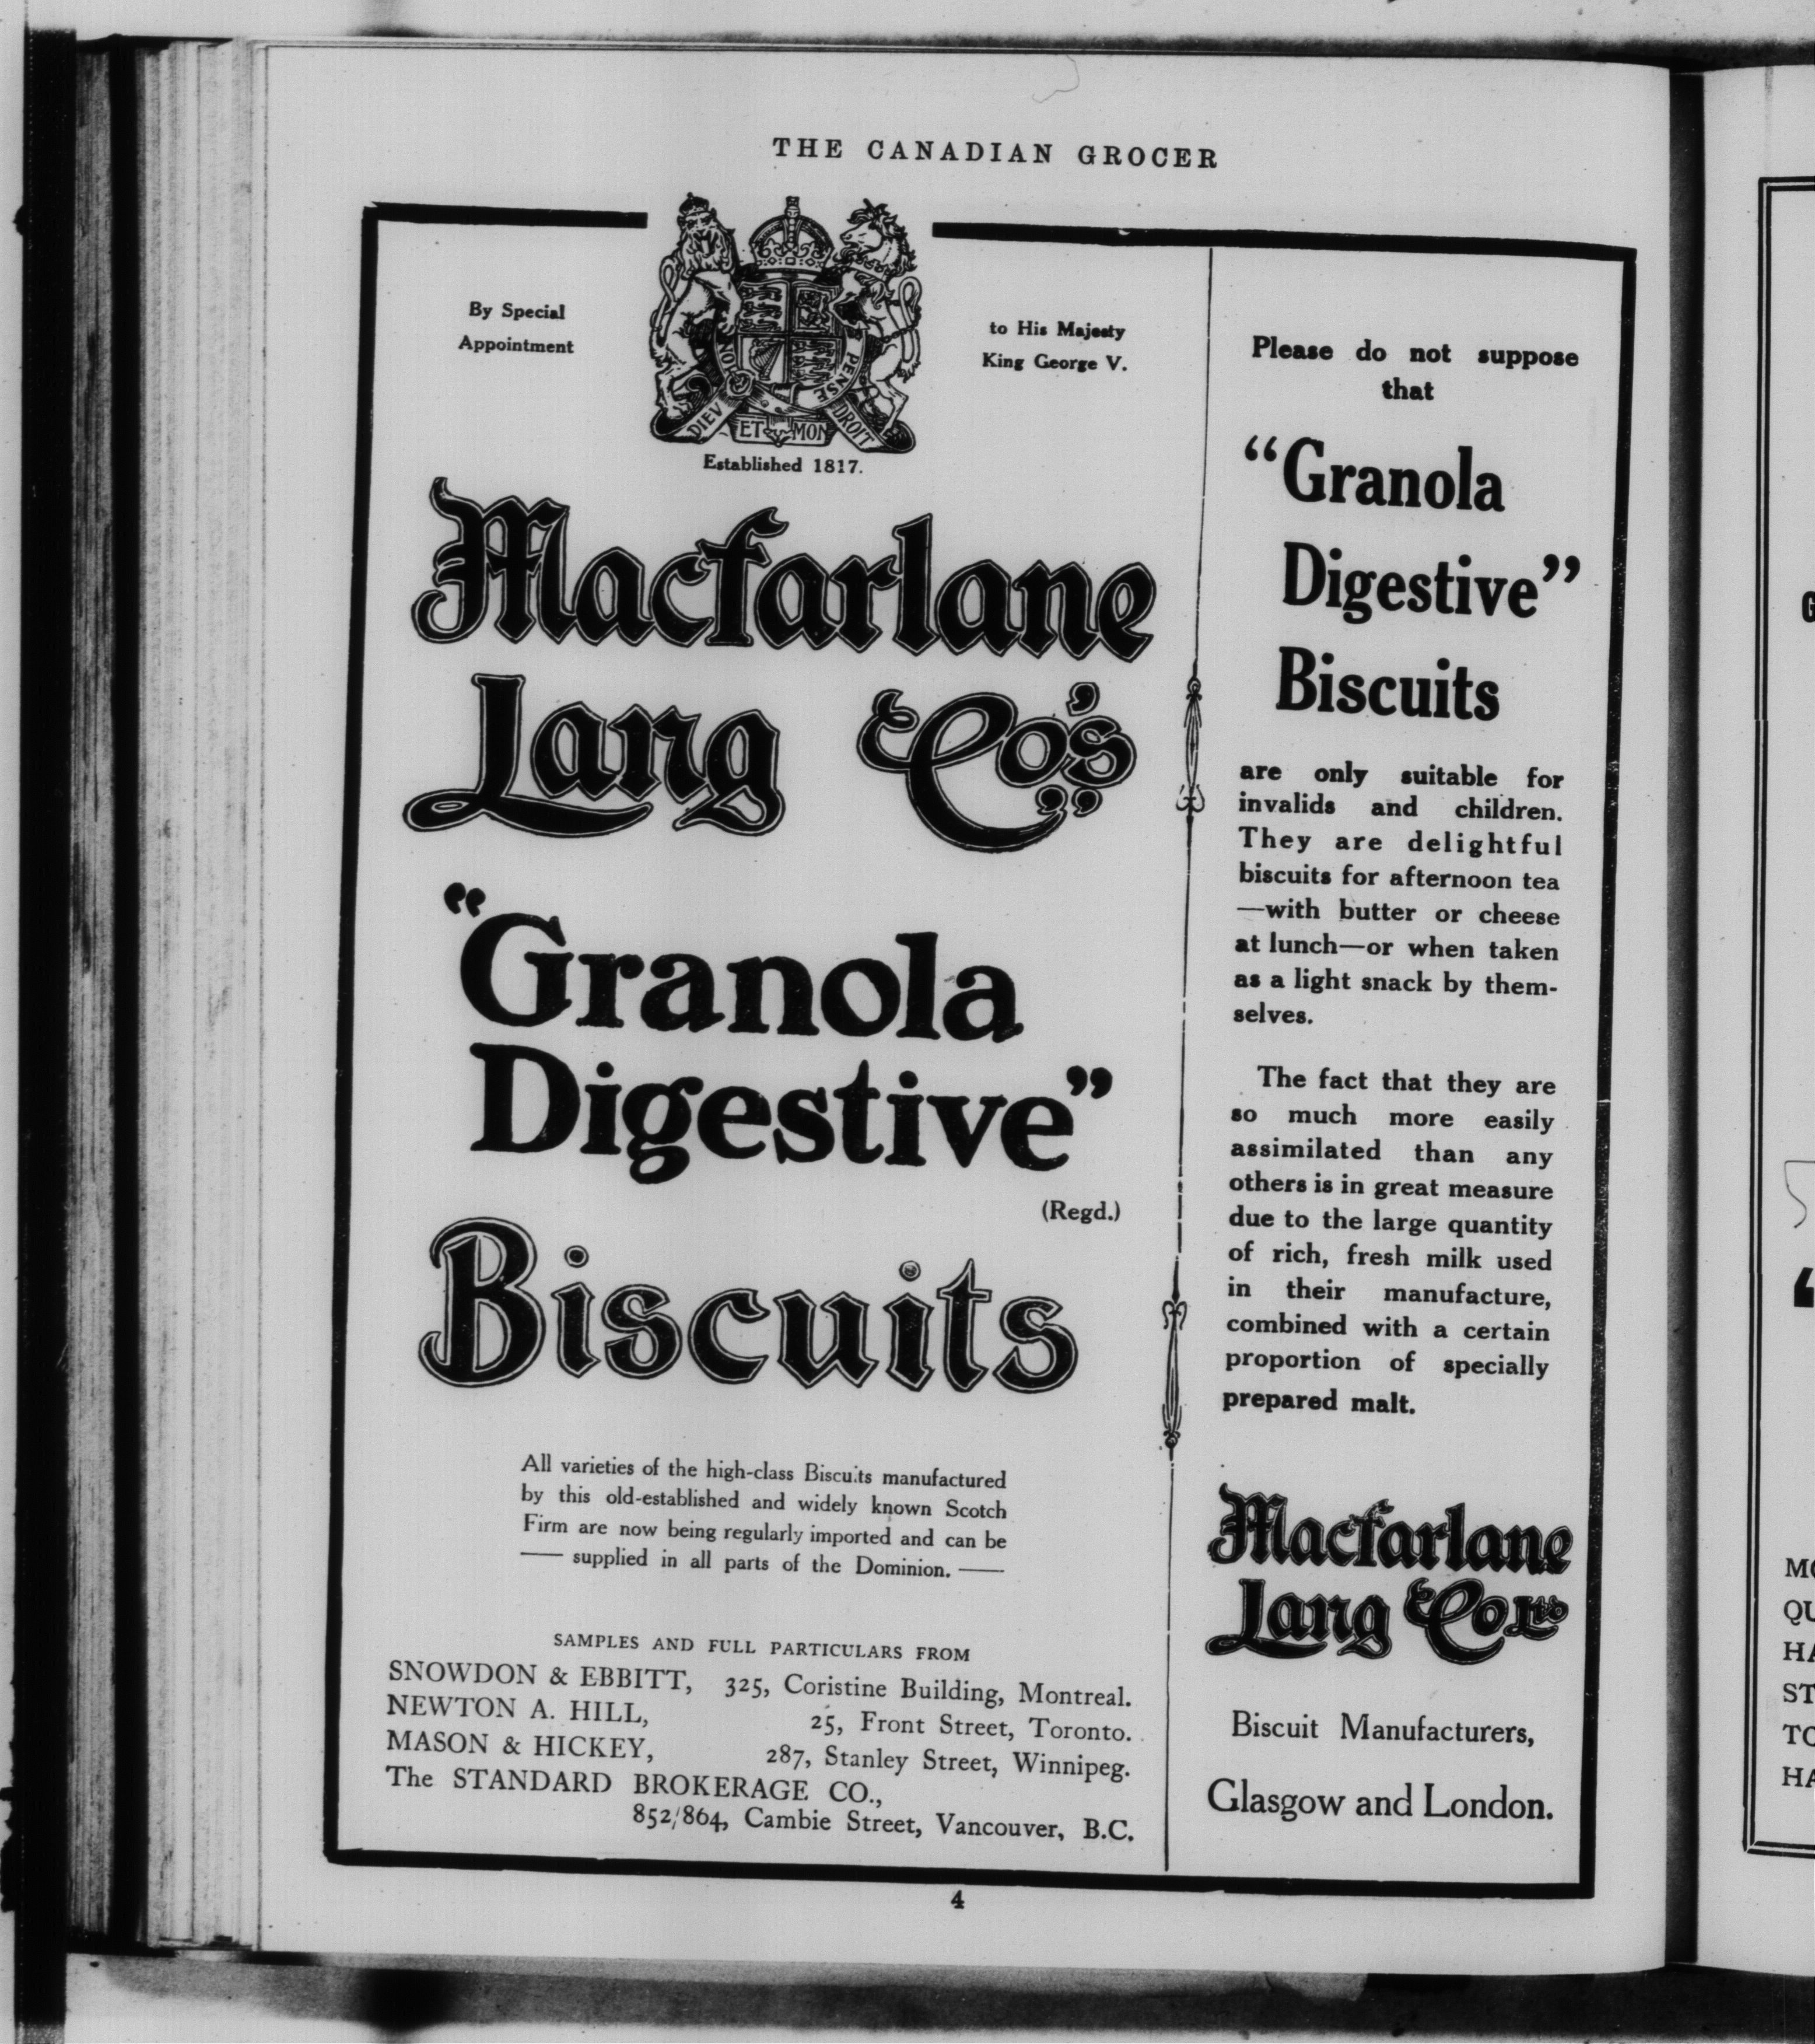 THE CANADIAN GROCER
By Special
Appointment
to His Majesty
King George V.
NON
PENSE
DIEV ET MON DROIT
Established 1817.
Macfarlane
Lang & Co's
"Granola
Digestive"
(Regd.)
Biscuits
All varieties of the high-class Biscuits manufactured
by this old-established and widely known Scotch
Firm are now being regularly imported and can be
—— supplied in all parts of the Dominion. ——
SAMPLES AND FULL PARTICULARS FROM
SNOWDON & EBBITT, 325, Coristine Building, Montreal.
NEWTON A. HILL, 25, Front Street, Toronto.
MASON & HICKEY, 287, Stanley Street, Winnipeg.
The STANDARD BROKERAGE CO.,
852/864, Cambie Street, Vancouver, B.C.
Please do not suppose
that
"Granola
Digestive"
Biscuits
are only suitable for
invalids and children.
They are delightful
biscuits for afternoon tea
—with butter or cheese
at lunch—or when taken
as a light snack by them-
selves.
The fact that they are
so much more easily
assimilated than any
others is in great measure
due to the large quantity
of rich, fresh milk used
in their manufacture,
combined with a certain
proportion of specially
prepared malt.
Macfarlane
Lang & Co Ltd
Biscuit Manufacturers,
Glasgow and London.
4